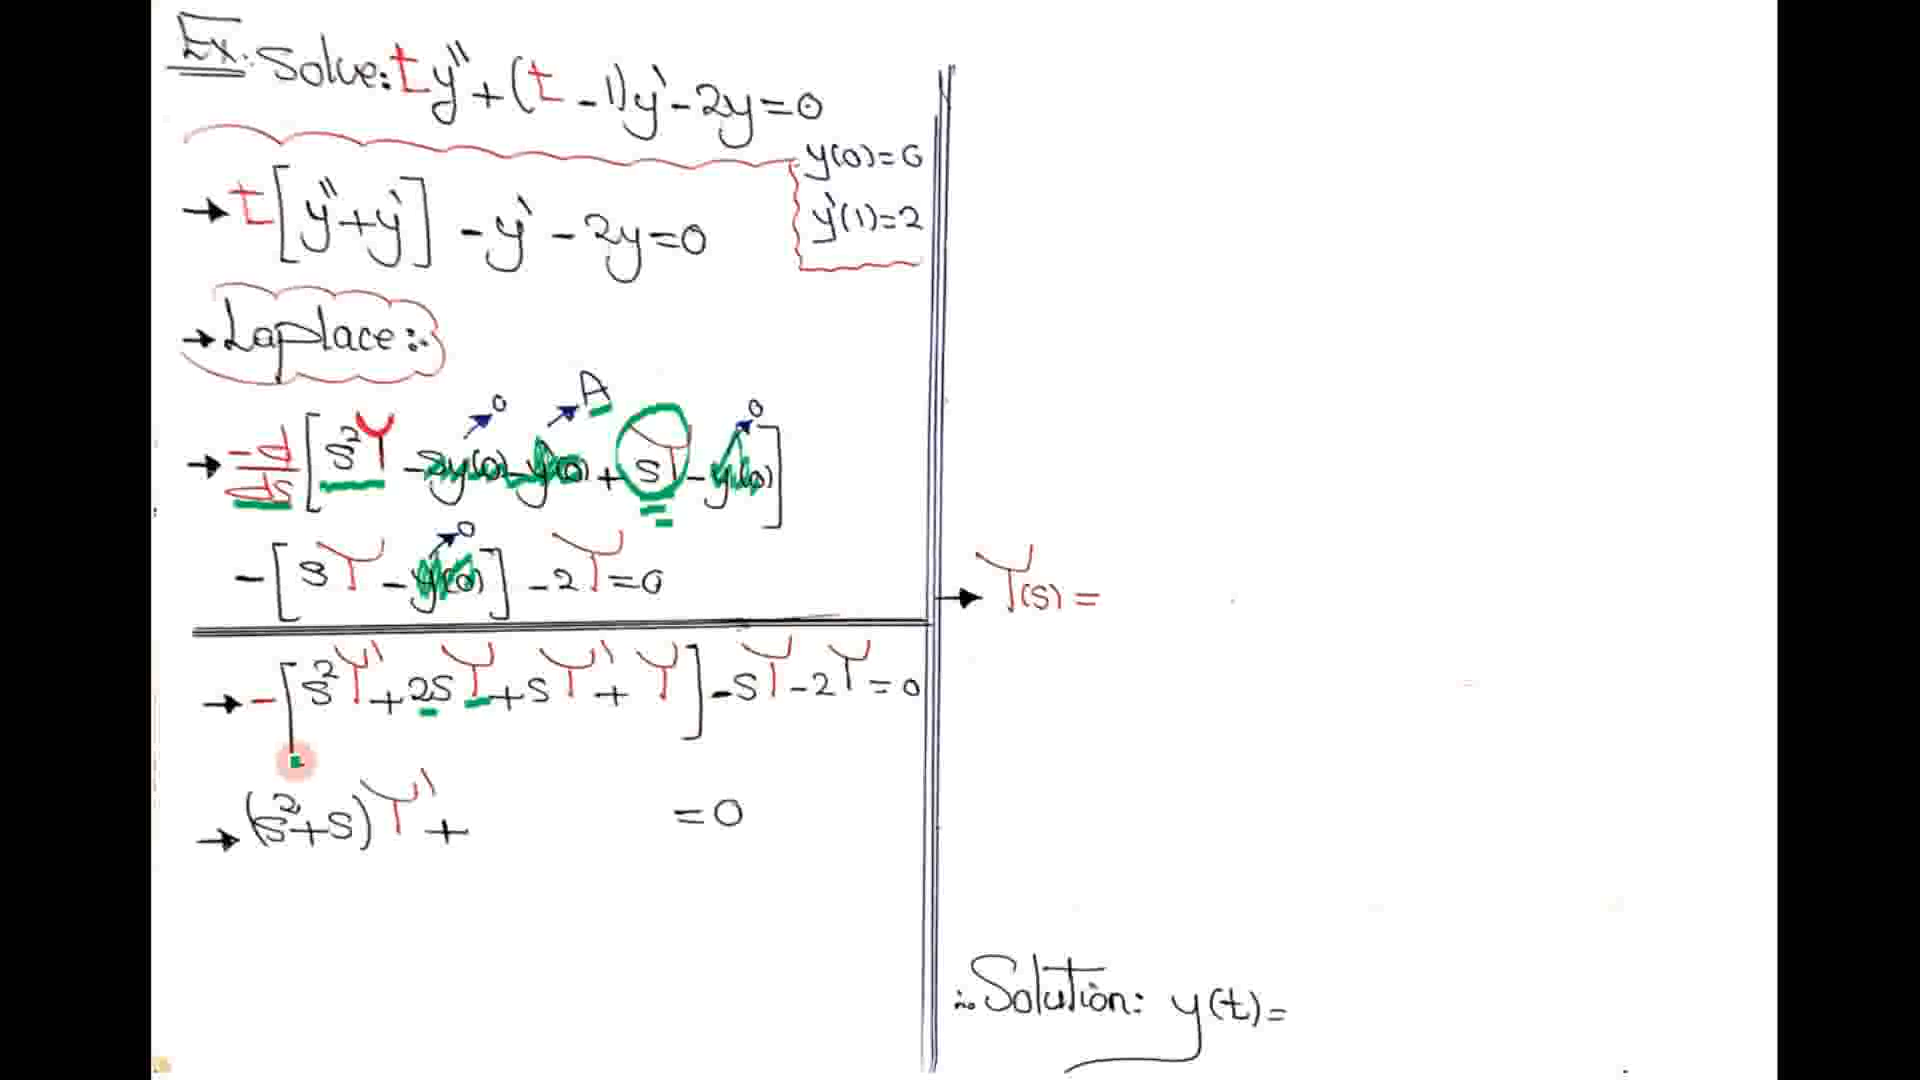 Ex: Solve: ty''+(t-1)y'-2y=0
y(0)=0
y'(1)=2
→ t[y''+y'] -y'-2y=0
→ Laplace:-
→ -d/ds [s²Y -sy(0)-y'(0)+sY-y(0)]
0 A 0
-[sY-y(0)]-2Y=0
0
→ -[s²Y'+2sY+sY'+Y]-sY-2Y=0
→ (s²+s)Y'+ =0
→ Y(s)=
∴ Solution: y(t)=